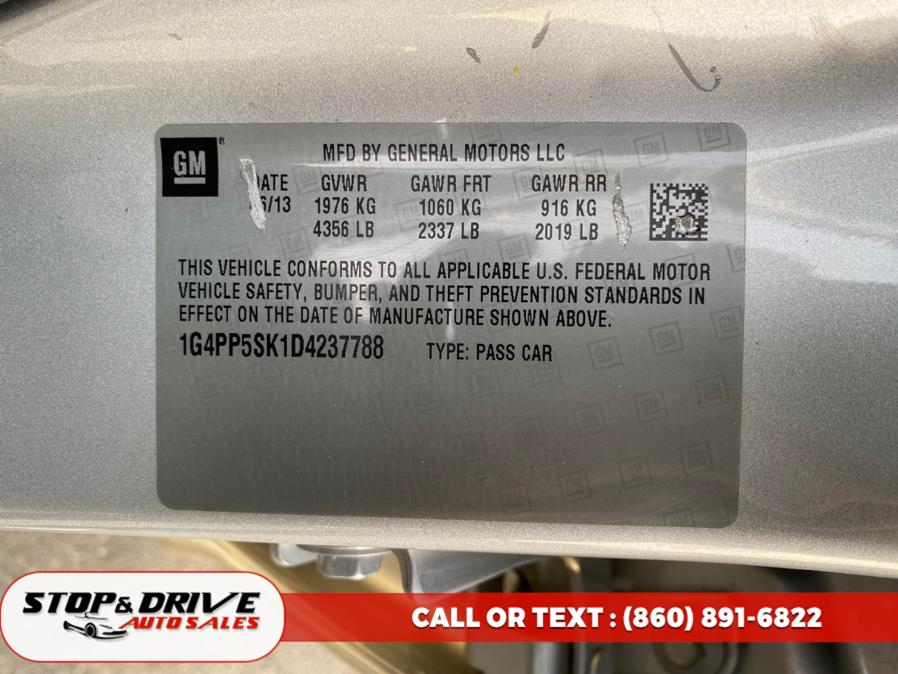 GM
MFD BY GENERAL MOTORS LLC
DATE GVWR GAWR FRT GAWR RR
6/13 1976 KG 1060 KG 916 KG
4356 LB 2337 LB 2019 LB
THIS VEHICLE CONFORMS TO ALL APPLICABLE U.S. FEDERAL MOTOR
VEHICLE SAFETY, BUMPER, AND THEFT PREVENTION STANDARDS IN
EFFECT ON THE DATE OF MANUFACTURE SHOWN ABOVE.
1G4PP5SK1D4237788 TYPE: PASS CAR
STOP & DRIVE
AUTO SALES
CALL OR TEXT : (860) 891-6822